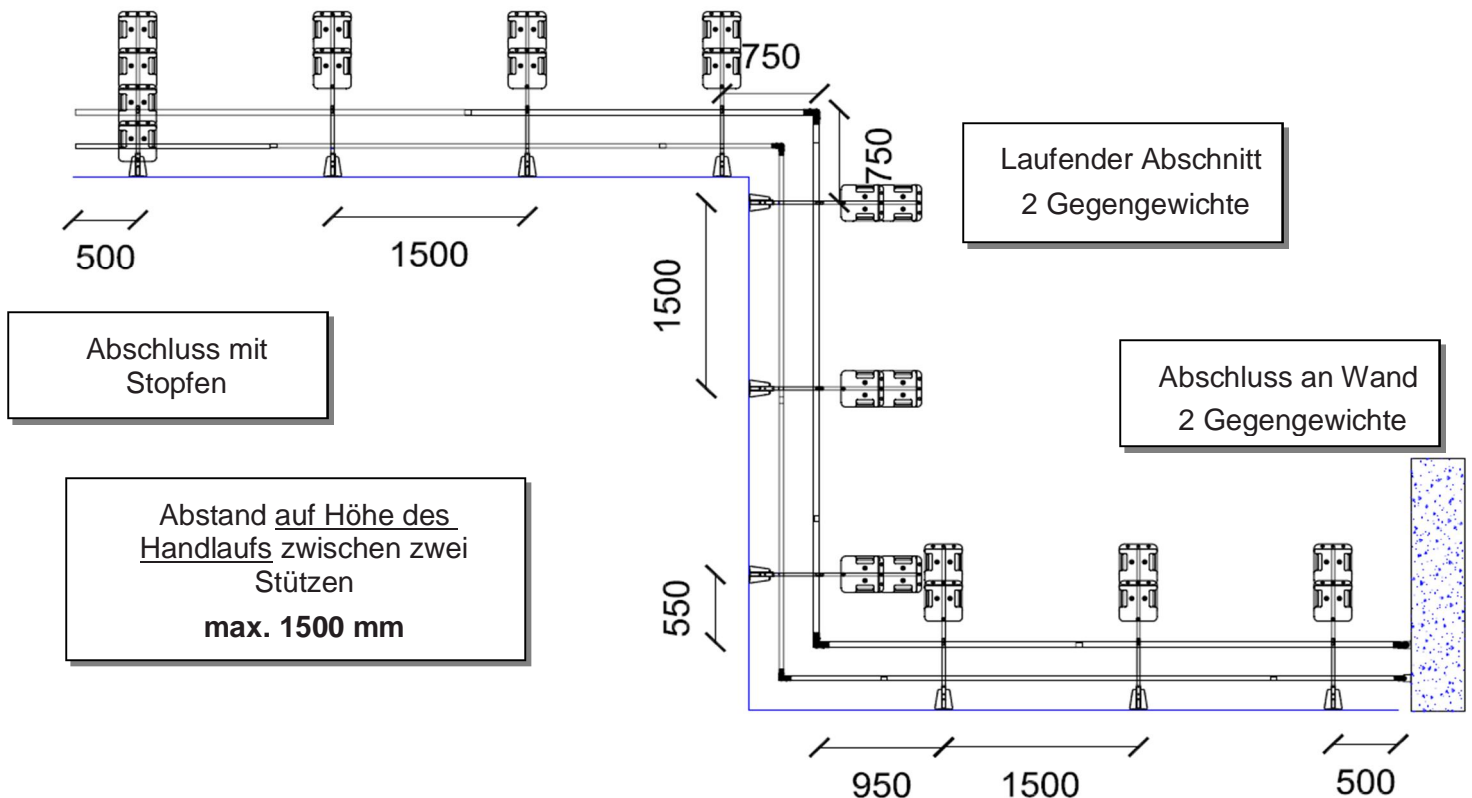 750
750
Laufender Abschnitt
2 Gegengewichte
500
1500
1500
Abschluss mit
Stopfen
Abschluss an Wand
2 Gegengewichte
Abstand auf Höhe des
Handlaufs zwischen zwei
Stützen
max. 1500 mm
550
950
1500
500